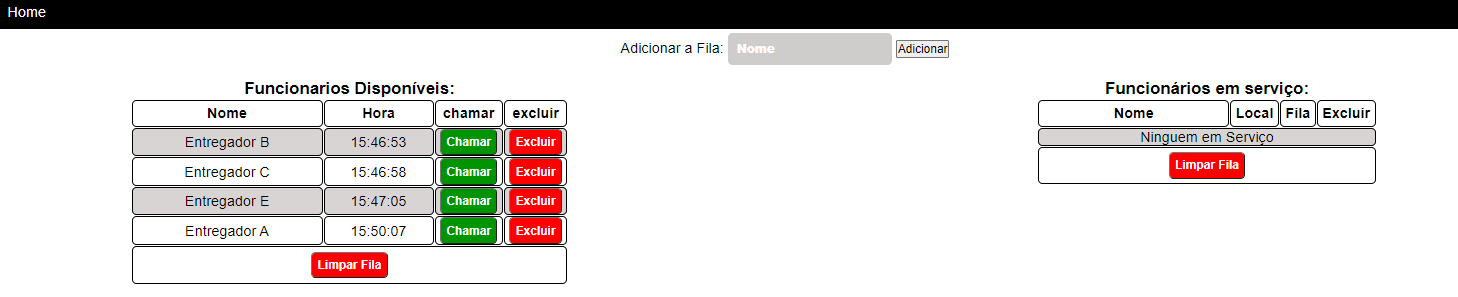 Home
Adicionar a Fila: Nome Adicionar
Funcionarios Disponíveis:
Nome Hora chamar excluir
Entregador B 15:46:53 Chamar Excluir
Entregador C 15:46:58 Chamar Excluir
Entregador E 15:47:05 Chamar Excluir
Entregador A 15:50:07 Chamar Excluir
Limpar Fila
Funcionários em serviço:
Nome Local Fila Excluir
Ninguem em Serviço
Limpar Fila